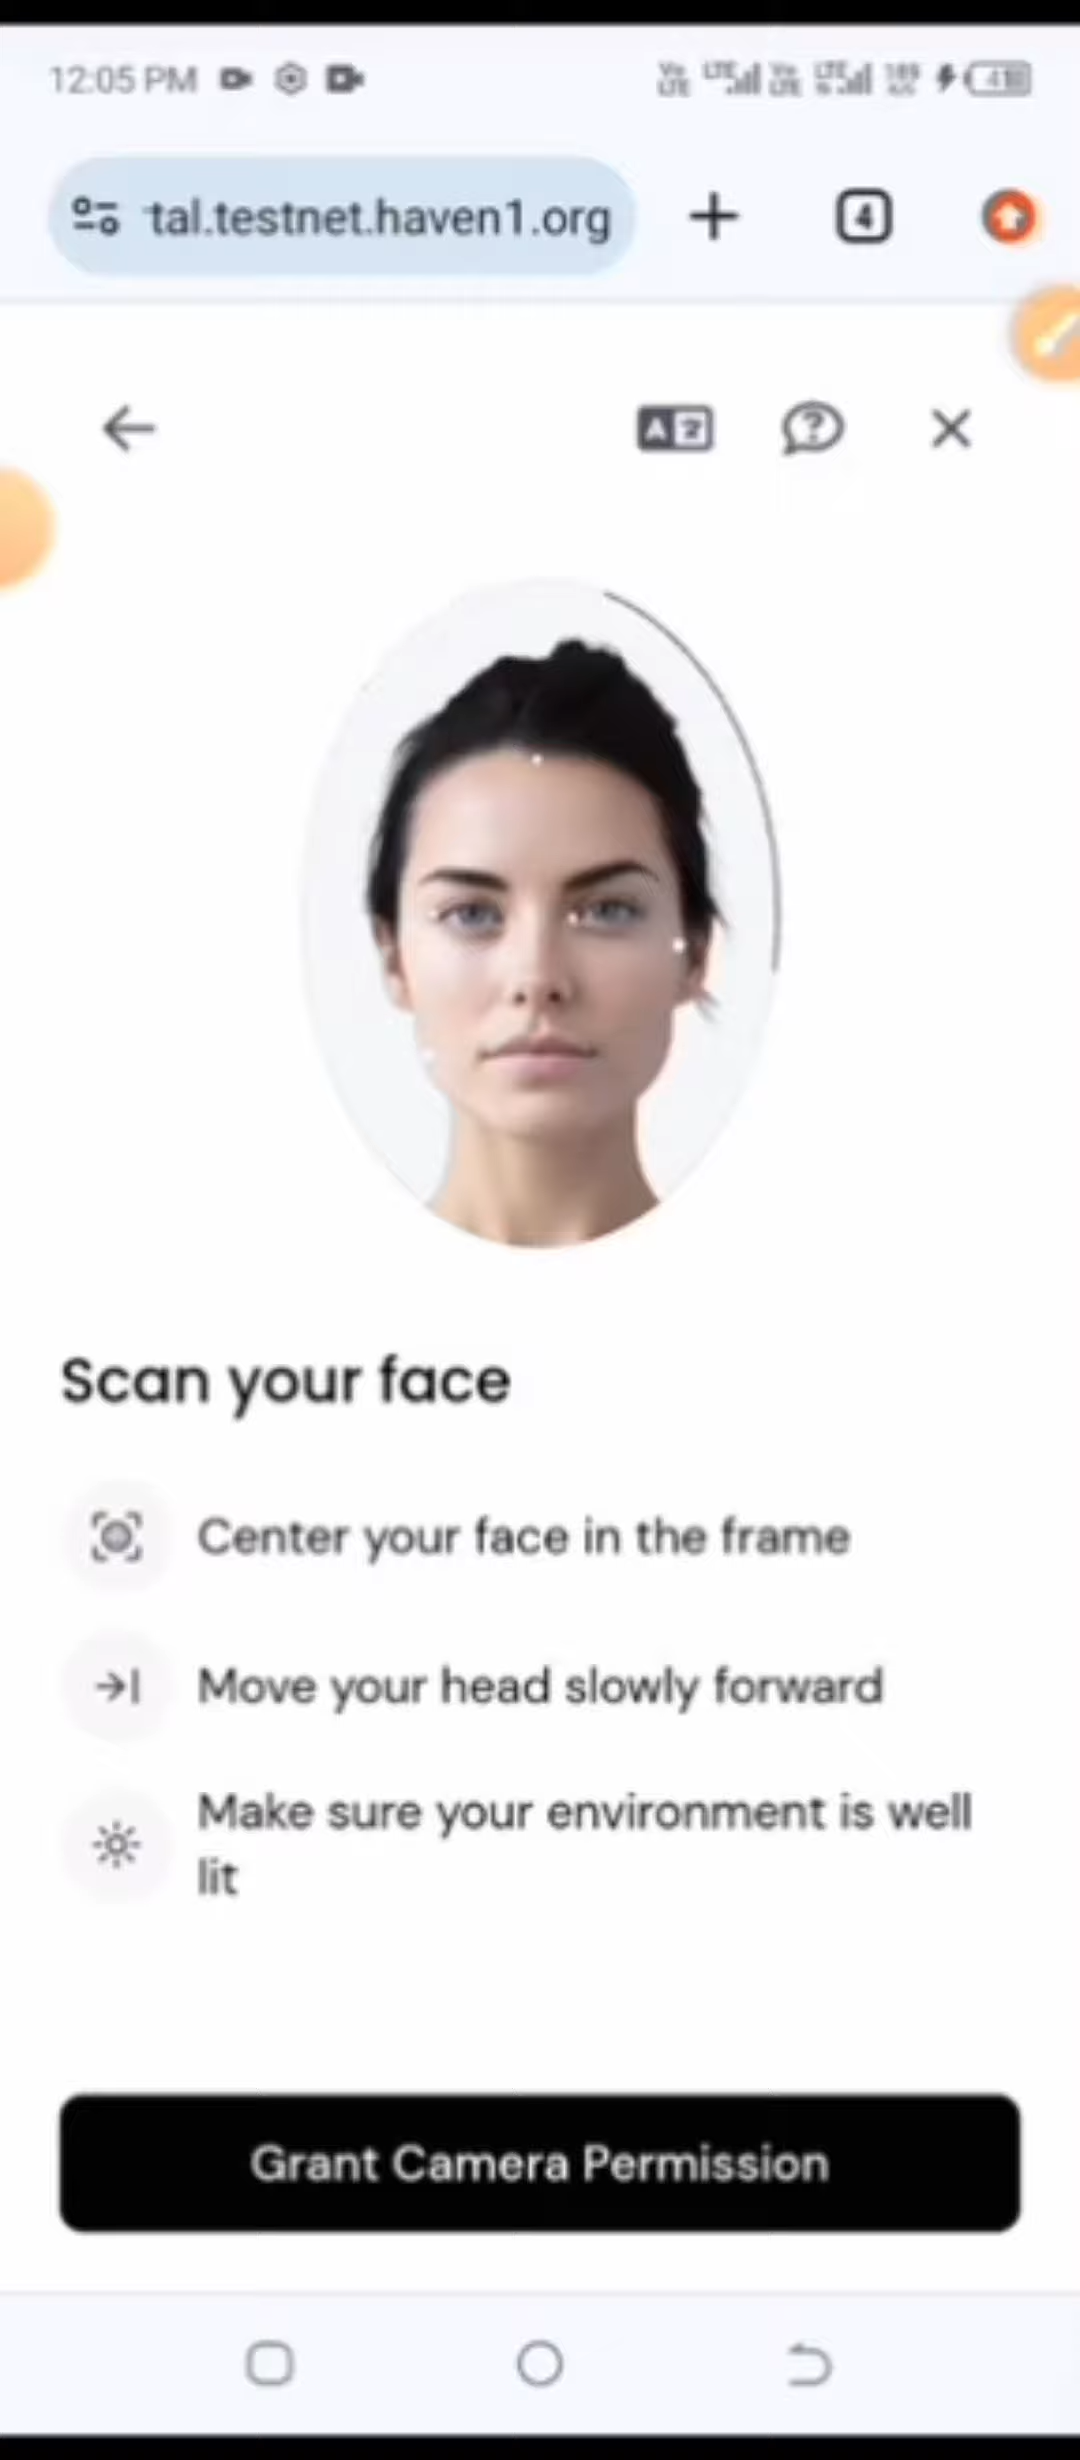 12:05 PM
tal.testnet.haven1.org
4
Scan your face
Center your face in the frame
Move your head slowly forward
Make sure your environment is well
lit
Grant Camera Permission